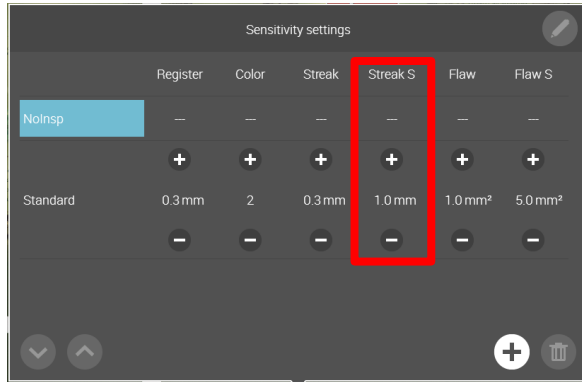 Sensitivity settings
Register Color Streak Streak S Flaw Flaw S
NoInsp --- --- --- --- --- ---
Standard 0.3 mm 2 0.3 mm 1.0 mm 1.0 mm² 5.0 mm²